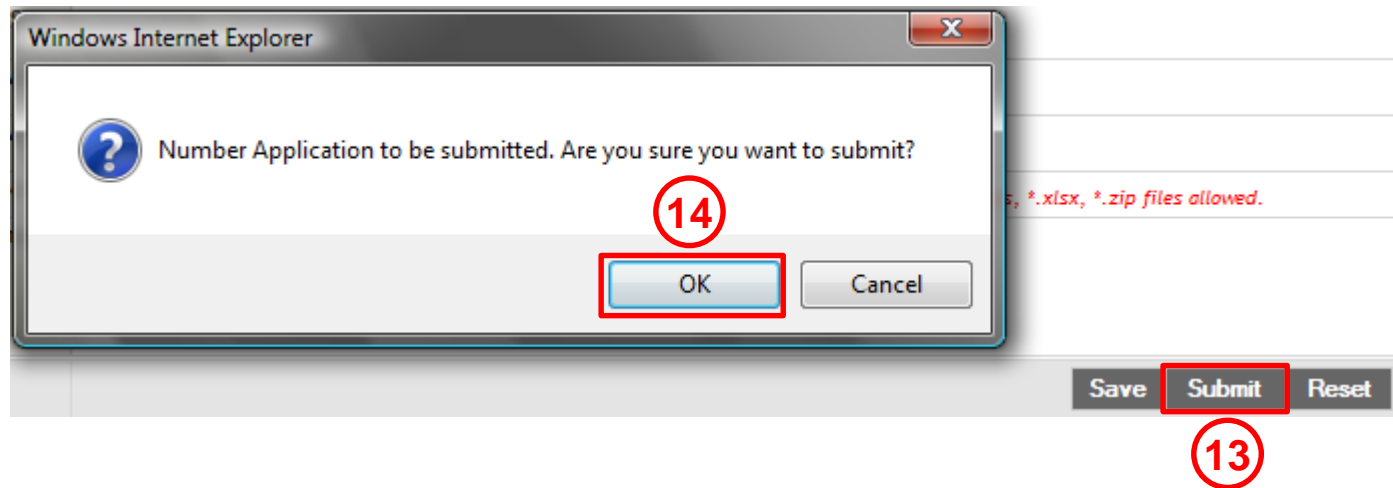 Windows Internet Explorer
Number Application to be submitted. Are you sure you want to submit?
s, *.xlsx, *.zip files allowed.
14
OK Cancel
Save Submit Reset
13